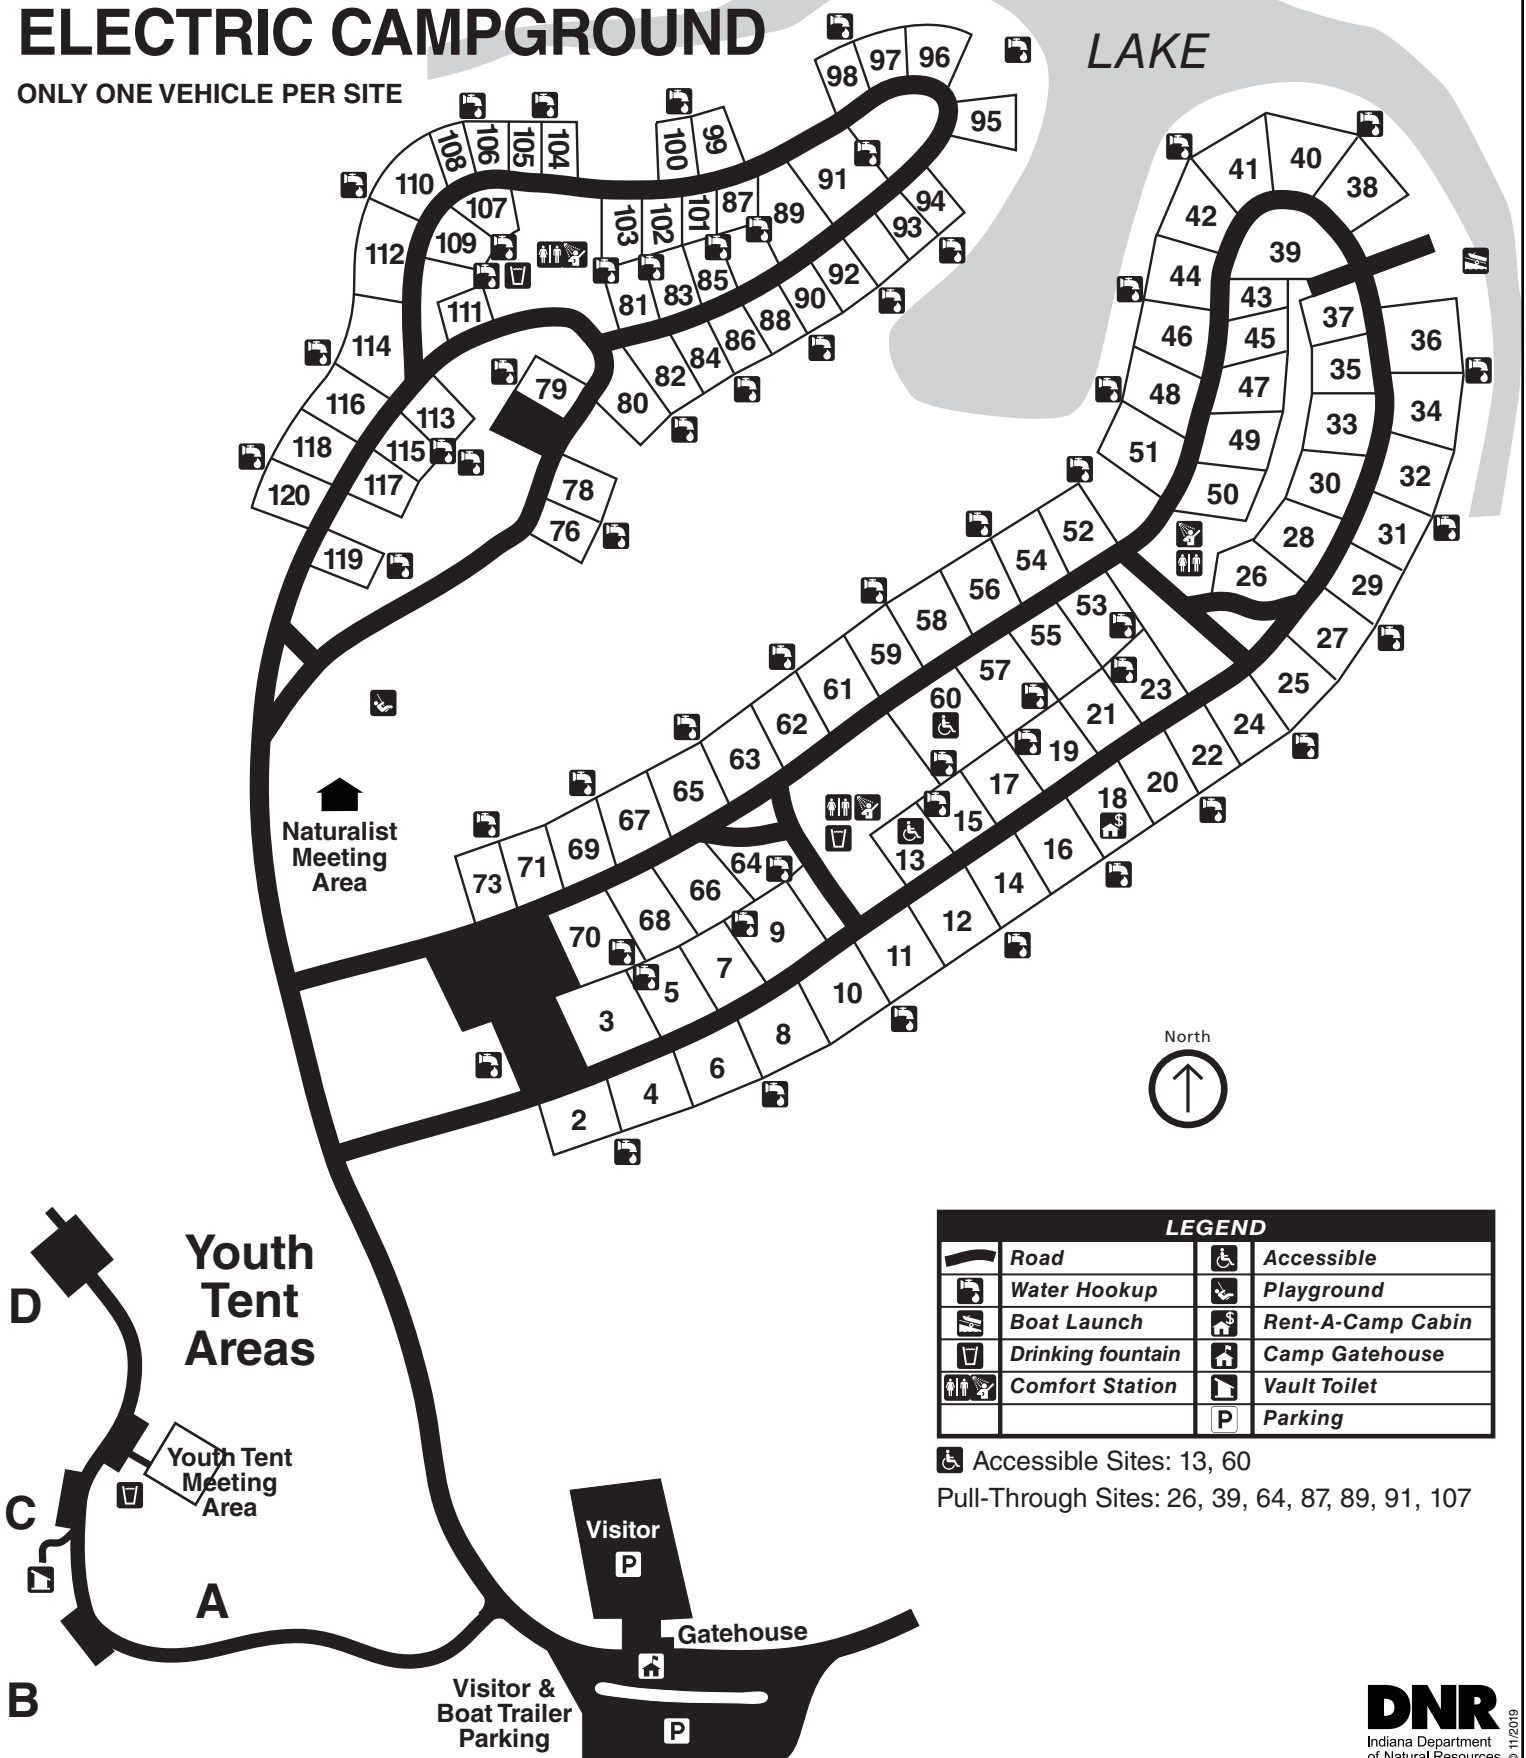 ELECTRIC CAMPGROUND
ONLY ONE VEHICLE PER SITE
LAKE
98
97
96
95
108
106
105
104
100
99
110
107
103
102
101
87
89
91
94
93
112
109
111
81
83
85
92
90
88
86
84
82
80
114
79
116
113
118
115
117
120
78
76
119
41
40
38
42
39
44
43
37
46
45
36
35
48
47
34
33
51
49
32
50
30
31
28
29
26
27
25
24
52
54
53
56
55
58
57
59
60
23
61
21
22
62
19
20
63
17
18
65
15
16
67
13
14
69
64
12
71
66
73
68
9
11
70
7
10
5
3
8
6
4
2
Naturalist
Meeting
Area
North
Youth
Tent
Areas
D
C
A
B
Youth Tent
Meeting
Area
LEGEND
Road
Accessible
Water Hookup
Playground
Boat Launch
Rent-A-Camp Cabin
$
Drinking fountain
Camp Gatehouse
Comfort Station
Vault Toilet
P
Parking
Accessible Sites: 13, 60
Pull-Through Sites: 26, 39, 64, 87, 89, 91, 107
Visitor
P
Gatehouse
Visitor &
Boat Trailer
Parking
P
DNR
Indiana Department
of Natural Resources
11/2019